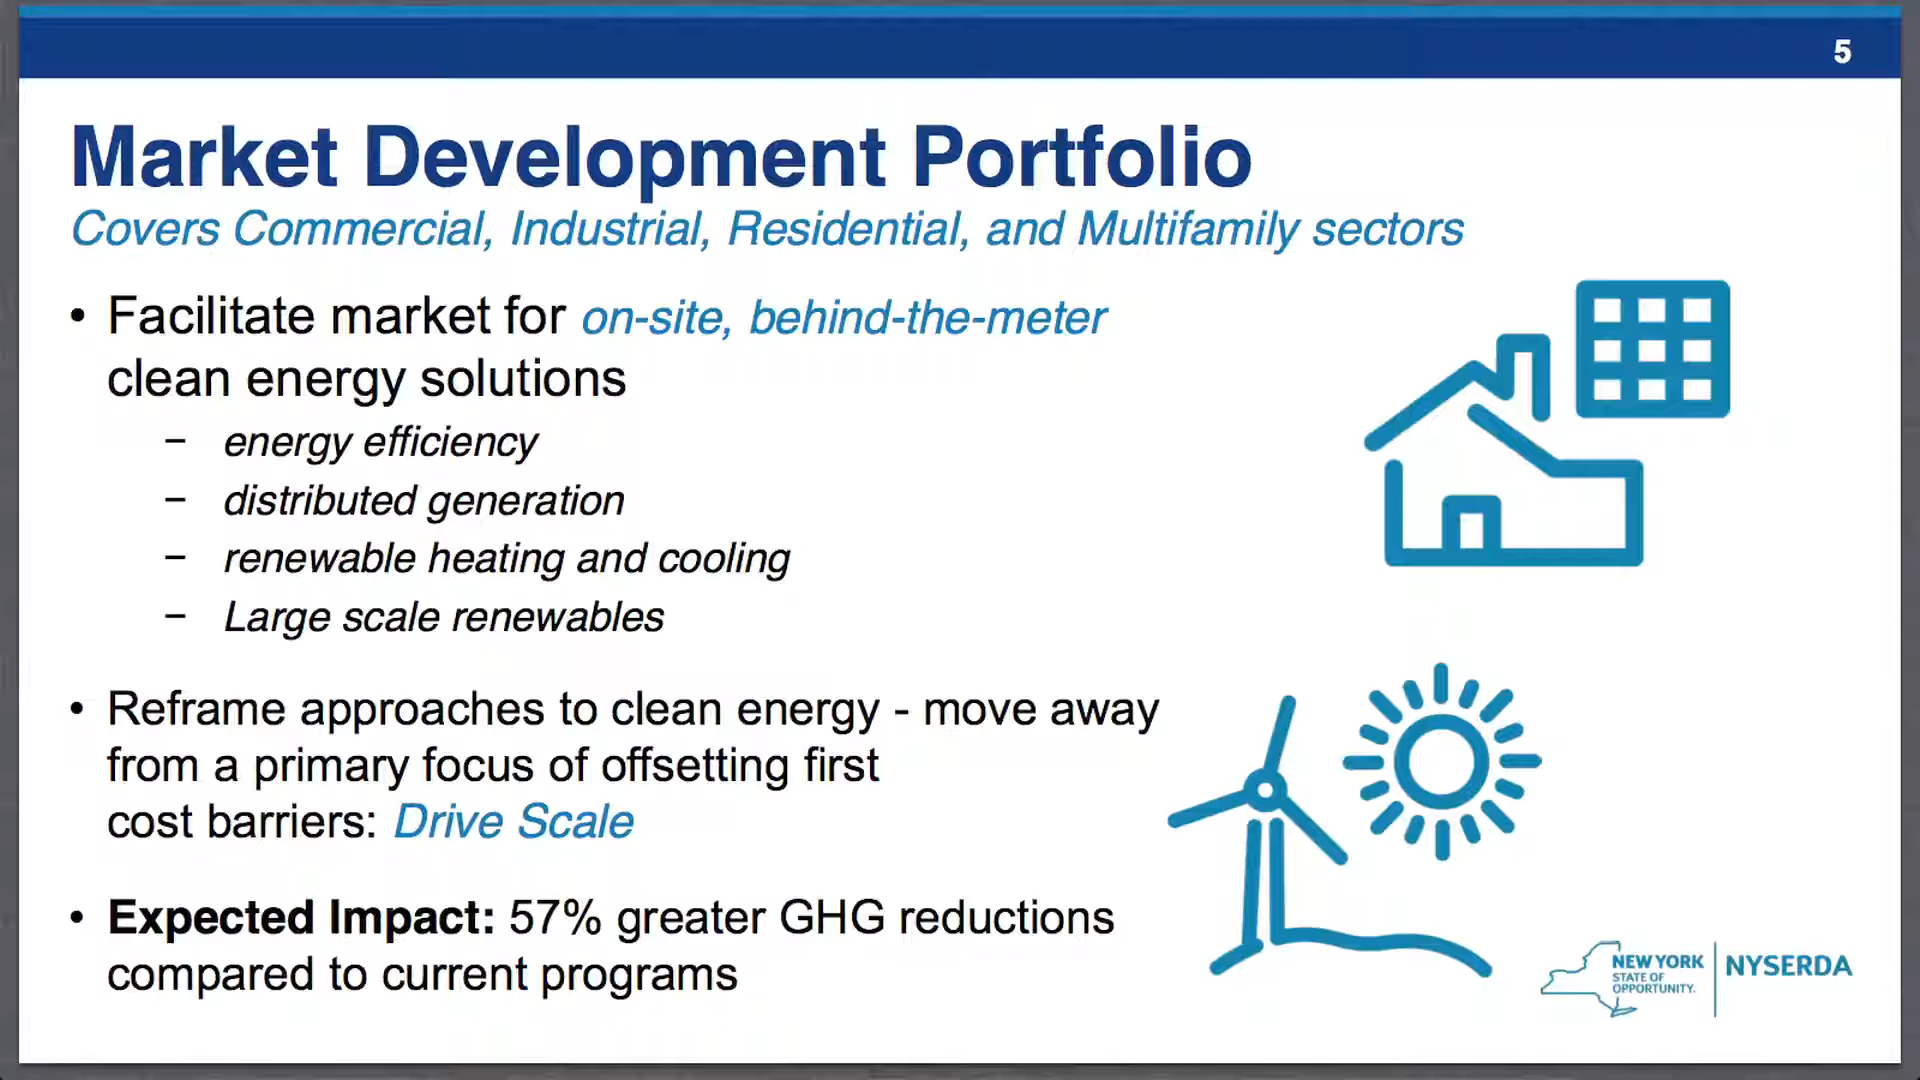 5
Market Development Portfolio
Covers Commercial, Industrial, Residential, and Multifamily sectors
• Facilitate market for on-site, behind-the-meter
clean energy solutions
– energy efficiency
– distributed generation
– renewable heating and cooling
– Large scale renewables
• Reframe approaches to clean energy - move away
from a primary focus of offsetting first
cost barriers: Drive Scale
• Expected Impact: 57% greater GHG reductions
compared to current programs
NEW YORK
STATE OF
OPPORTUNITY.
NYSERDA